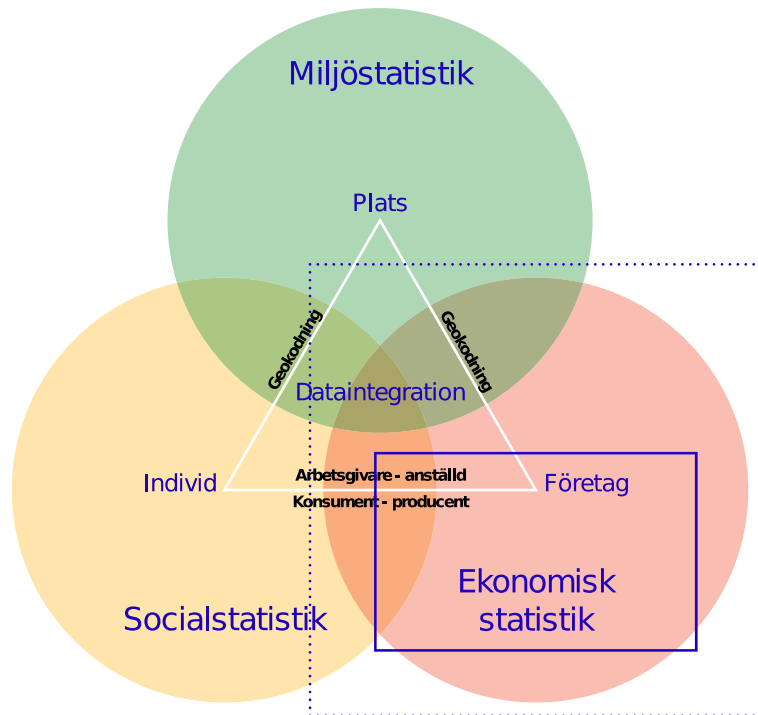 Miljöstatistik
Plats
Geokodning
Geokodning
Dataintegration
Individ
Arbetsgivare - anställd
Konsument - producent
Företag
Socialstatistik
Ekonomisk
statistik